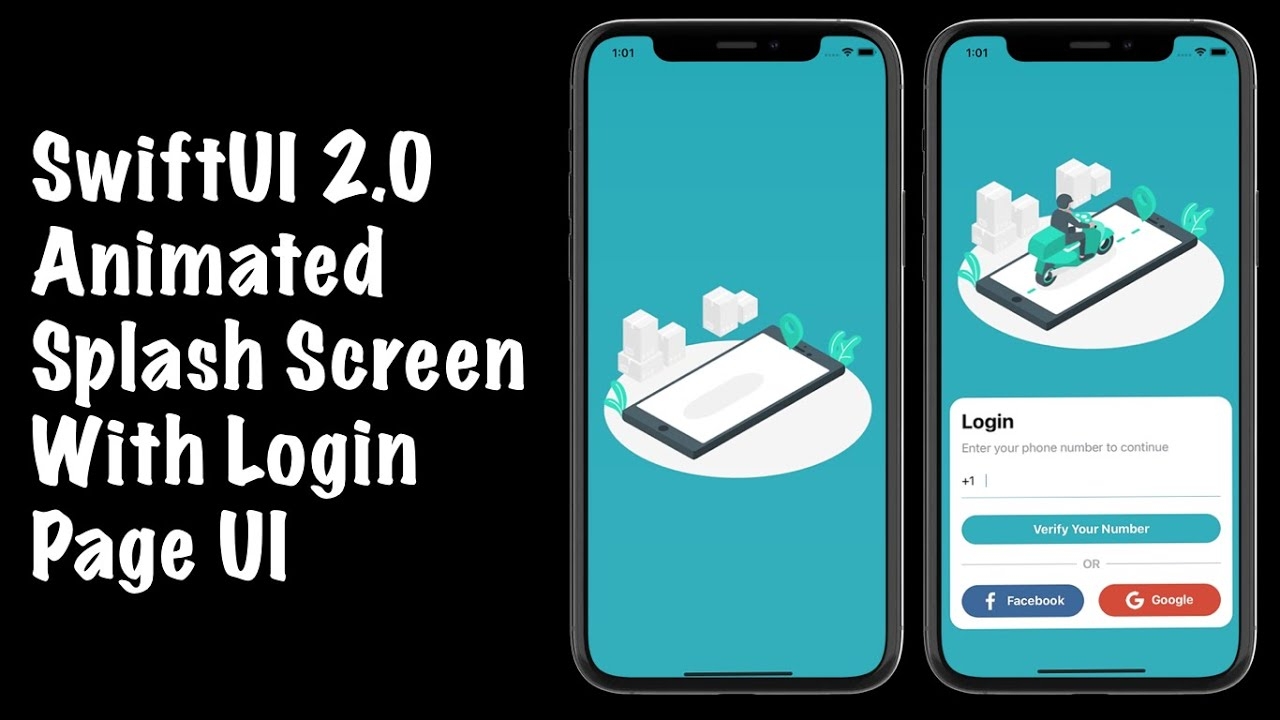 SwiftUI 2.0
Animated
Splash Screen
With Login
Page UI
1:01
1:01
Login
Enter your phone number to continue
+1
Verify Your Number
OR
Facebook
Google